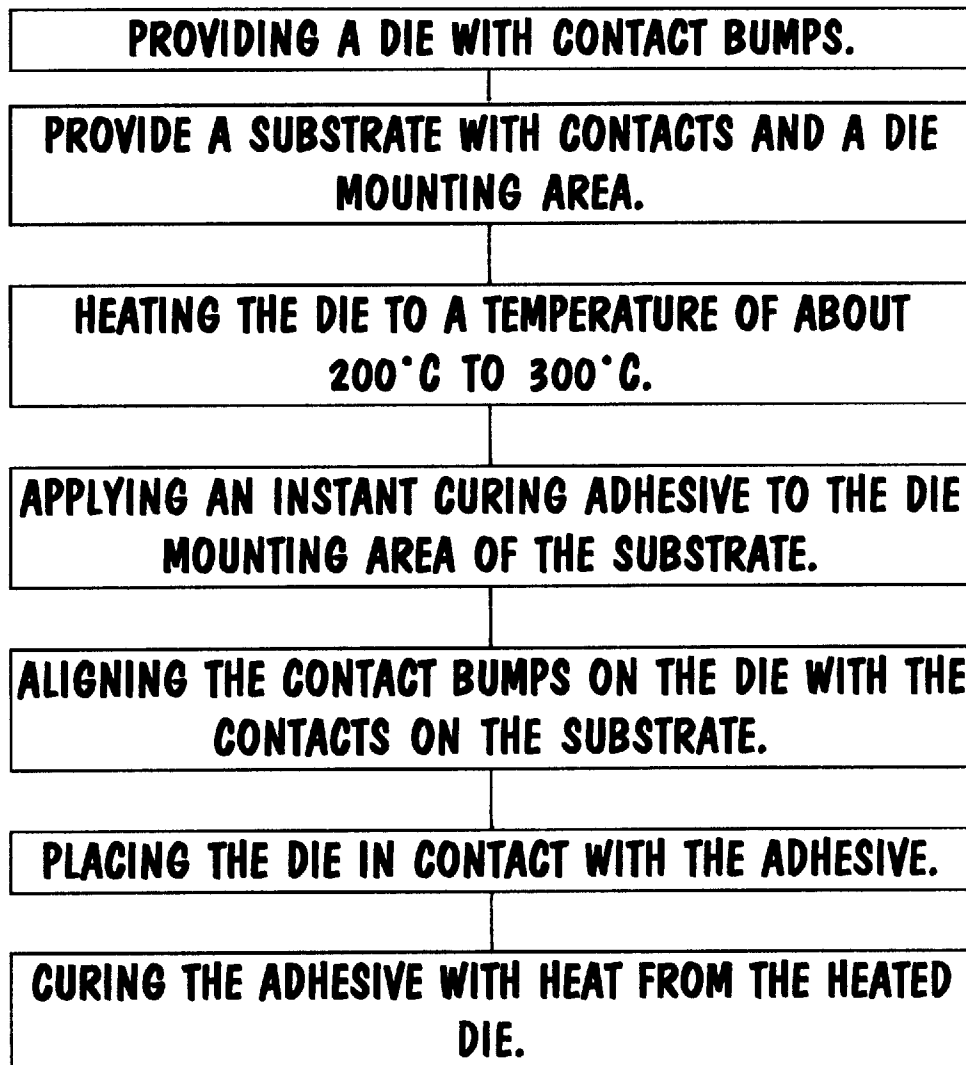 PROVIDING A DIE WITH CONTACT BUMPS.
PROVIDE A SUBSTRATE WITH CONTACTS AND A DIE
MOUNTING AREA.
HEATING THE DIE TO A TEMPERATURE OF ABOUT
200°C TO 300°C.
APPLYING AN INSTANT CURING ADHESIVE TO THE DIE
MOUNTING AREA OF THE SUBSTRATE.
ALIGNING THE CONTACT BUMPS ON THE DIE WITH THE
CONTACTS ON THE SUBSTRATE.
PLACING THE DIE IN CONTACT WITH THE ADHESIVE.
CURING THE ADHESIVE WITH HEAT FROM THE HEATED
DIE.